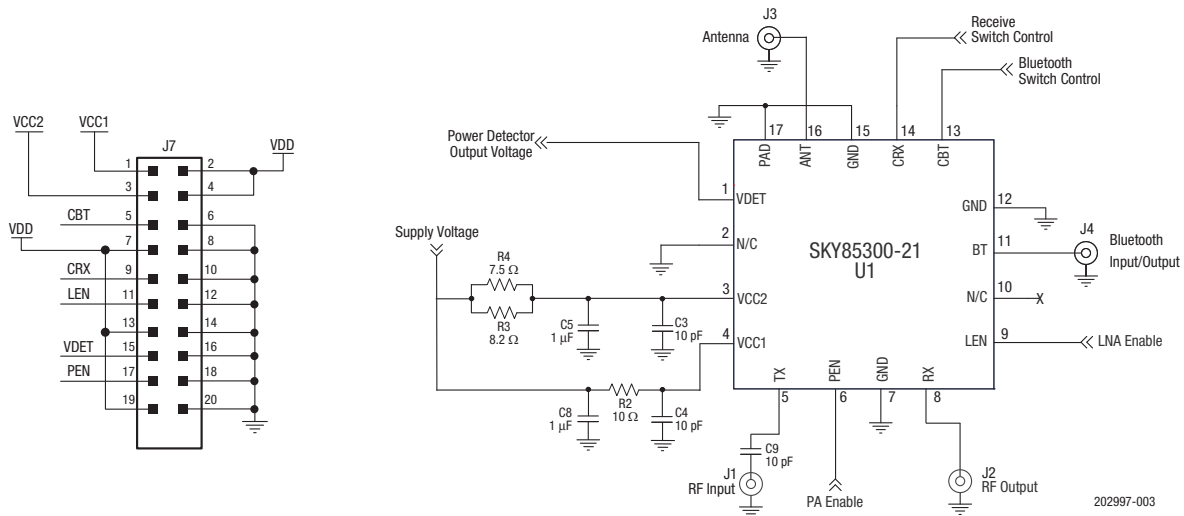 J7
VCC2
VCC1
VDD
1
2
3
4
CBT
5
6
VDD
7
8
CRX
9
10
LEN
11
12
13
14
VDET
15
16
PEN
17
18
19
20
J3
Antenna
Receive
Switch Control
Bluetooth
Switch Control
Power Detector
Output Voltage
17
16
15
14
13
PAD
ANT
GND
CRX
CBT
1
VDET
2
N/C
3
VCC2
4
VCC1
SKY85300-21
U1
GND
12
BT
11
N/C
10
X
LEN
9
J4
Bluetooth
Input/Output
LNA Enable
TX
PEN
GND
RX
5
6
7
8
Supply Voltage
R4
7.5 Ω
R3
8.2 Ω
C5
1 µF
C3
10 pF
C8
1 µF
R2
10 Ω
C4
10 pF
C9
10 pF
J1
RF Input
PA Enable
J2
RF Output
202997-003